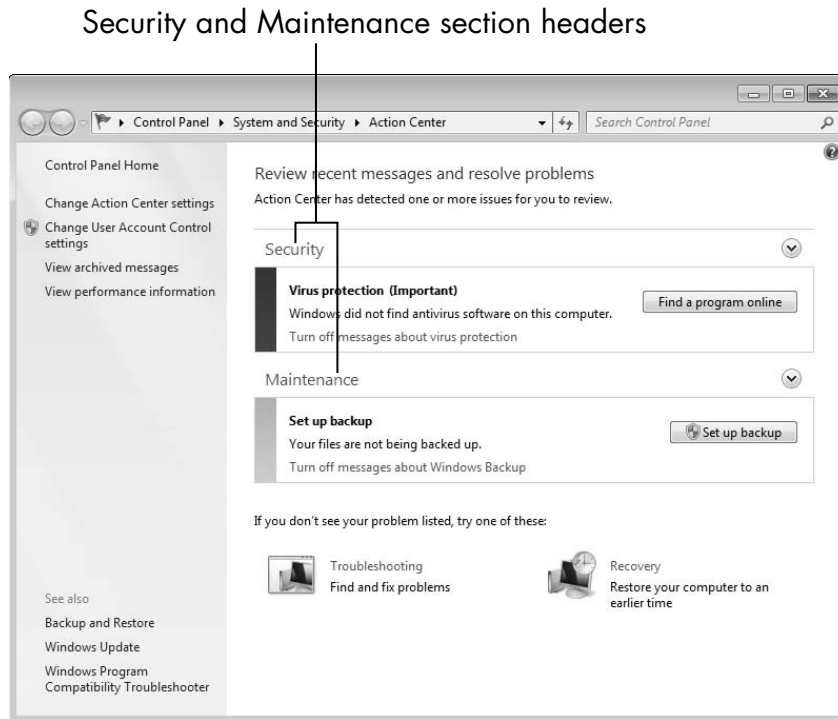 Security and Maintenance section headers
Control Panel
System and Security
Action Center
Search Control Panel
Control Panel Home
Change Action Center settings
Change User Account Control
settings
View archived messages
View performance information
See also
Backup and Restore
Windows Update
Windows Program
Compatibility Troubleshooter
Review recent messages and resolve problems
Action Center has detected one or more issues for you to review.
Security
Virus protection (Important)
Windows did not find antivirus software on this computer.
Turn off messages about virus protection
Find a program online
Maintenance
Set up backup
Your files are not being backed up.
Turn off messages about Windows Backup
Set up backup
If you don't see your problem listed, try one of these:
Troubleshooting
Find and fix problems
Recovery
Restore your computer to an
earlier time